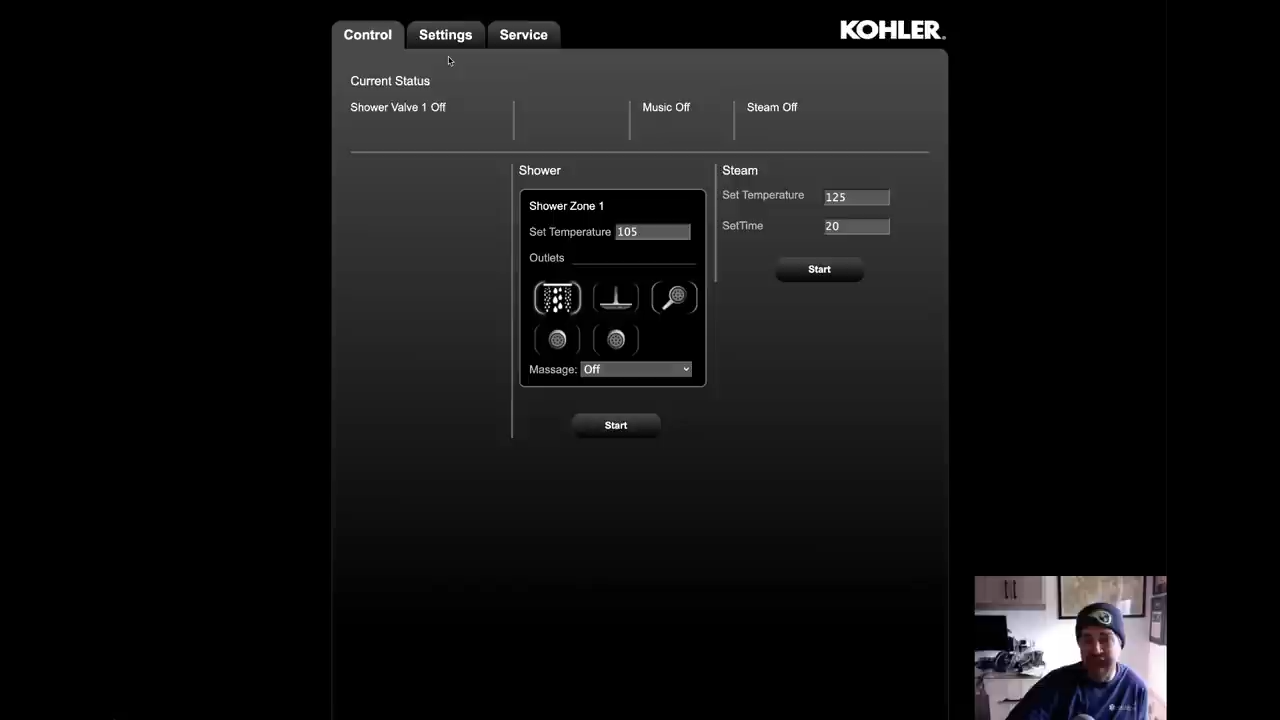 Control
Settings
Service
KOHLER.
Current Status
Shower Valve 1 Off
Music Off
Steam Off
Shower
Steam
Shower Zone 1
Set Temperature 125
Set Temperature 105
SetTime 20
Outlets
Start
Massage: Off
Start